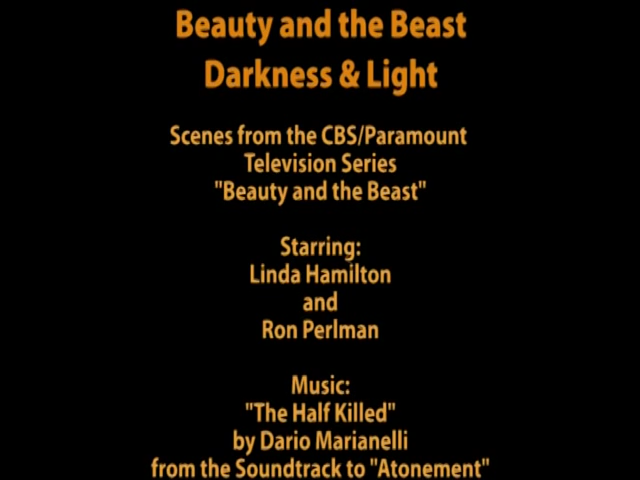 Beauty and the Beast
Darkness & Light
Scenes from the CBS/Paramount
Television Series
"Beauty and the Beast"
Starring:
Linda Hamilton
and
Ron Perlman
Music:
"The Half Killed"
by Dario Marianelli
from the Soundtrack to "Atonement"